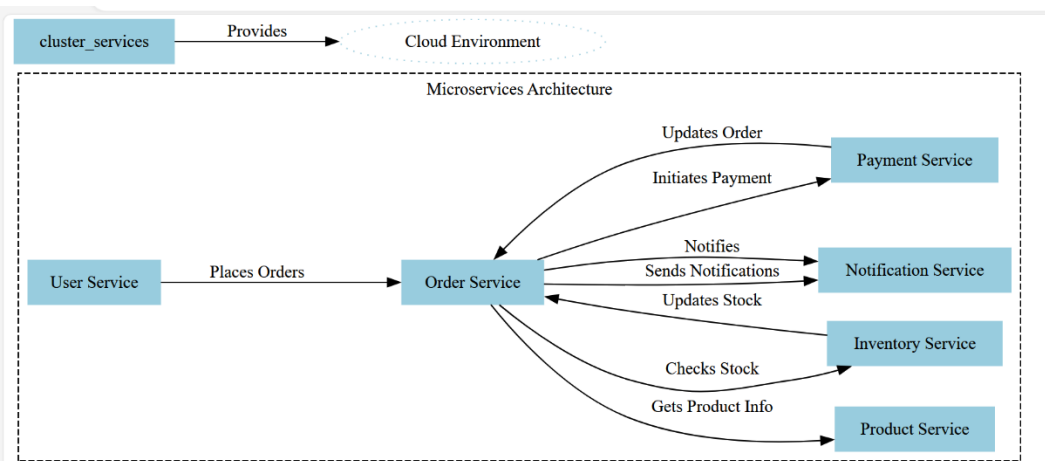 cluster_services
Provides
Cloud Environment
Microservices Architecture
Updates Order
Payment Service
Initiates Payment
Notifies
User Service
Places Orders
Order Service
Sends Notifications
Notification Service
Updates Stock
Inventory Service
Checks Stock
Gets Product Info
Product Service